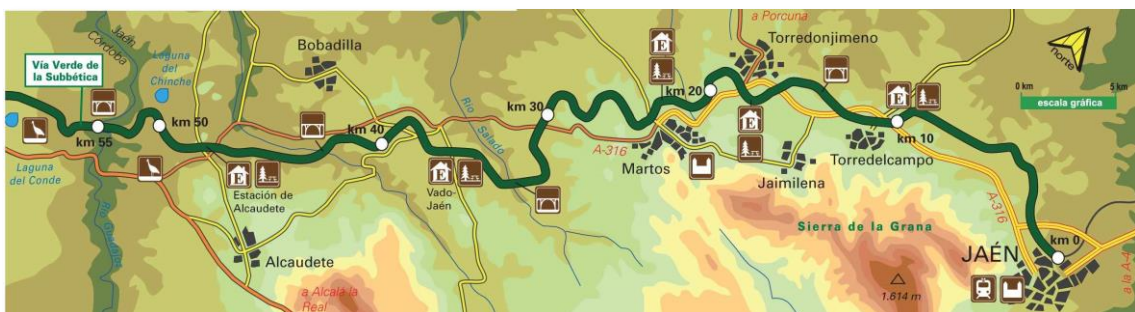 Jaén
Córdoba
Laguna
del
Chinche
Vía Verde de
la Subbética
km 55
km 50
Laguna
del Conde
Río Guadajoz
E
Estación de
Alcaudete
Alcaudete
a Alcalá la
Real
Bobadilla
km 40
E
Vado-
Jaén
Río
Salado
km 30
A-316
E
km 20
Martos
a Porcuna
Torredonjimeno
E
Jaimilena
E
km 10
Torredelcampo
Sierra de la Grana
1.614 m
A-316
JAÉN
km 0
a la A-4
norte
0 km
5 km
escala gráfica